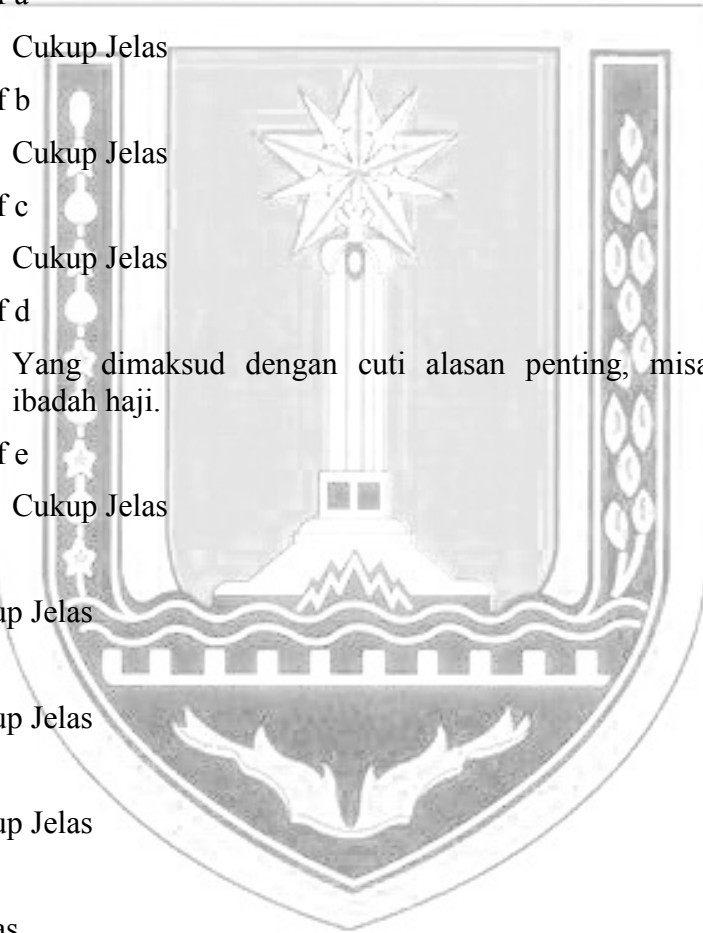 Cukup Jelas
f b
Cukup Jelas
f c
Cukup Jelas
f d
Yang dimaksud dengan cuti alasan penting, misa
ibadah haji.
f e
Cukup Jelas
up Jelas
up Jelas
up Jelas
as